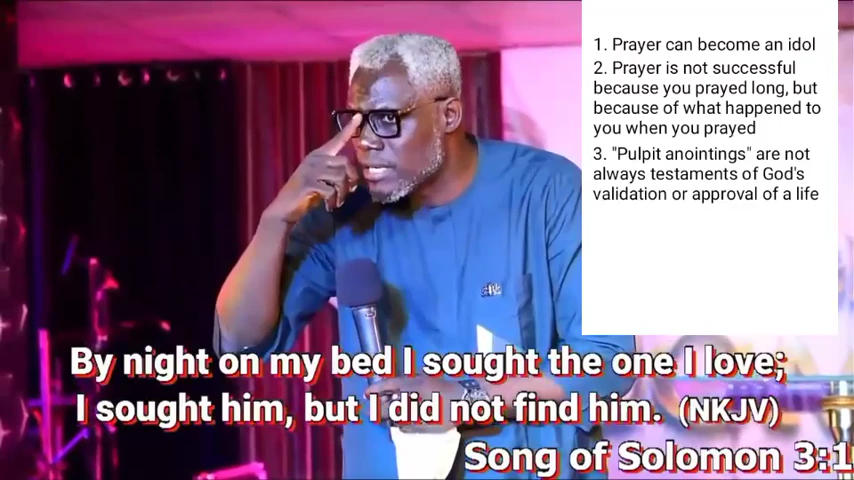 1. Prayer can become an idol
2. Prayer is not successful
because you prayed long, but
because of what happened to
you when you prayed
3. "Pulpit anointings" are not
always testaments of God's
validation or approval of a life
By night on my bed I sought the one I love;
I sought him, but I did not find him. (NKJV)
Song of Solomon 3:1